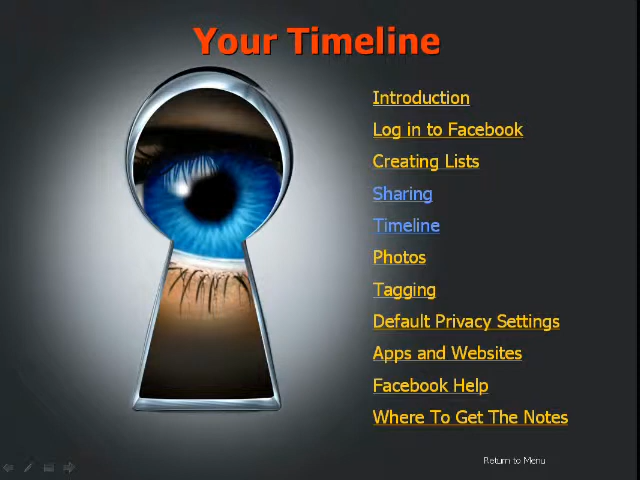 Your Timeline
Introduction
Log in to Facebook
Creating Lists
Sharing
Timeline
Photos
Tagging
Default Privacy Settings
Apps and Websites
Facebook Help
Where To Get The Notes
Return to Menu